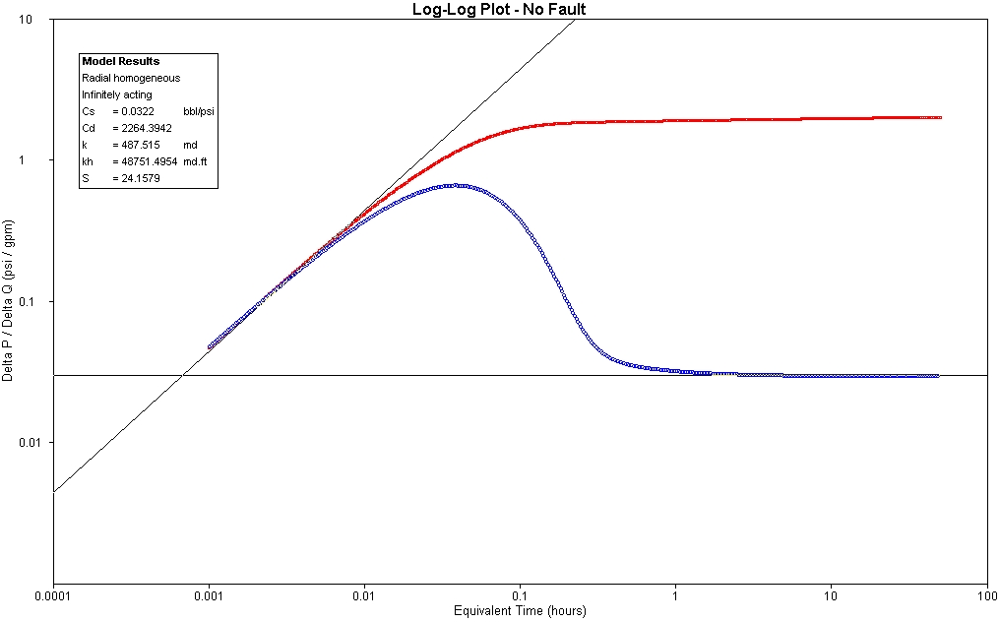 Log-Log Plot - No Fault
10
1
0.1
0.01
Delta P / Delta Q (psi / gpm)
Model Results
Radial homogeneous
Infinitely acting
Cs = 0.0322 bbl/psi
Cd = 2264.3942
k = 487.515 md
kh = 48751.4954 md.ft
S = 24.1579
0.0001 0.001 0.01 0.1 1 10 100
Equivalent Time (hours)